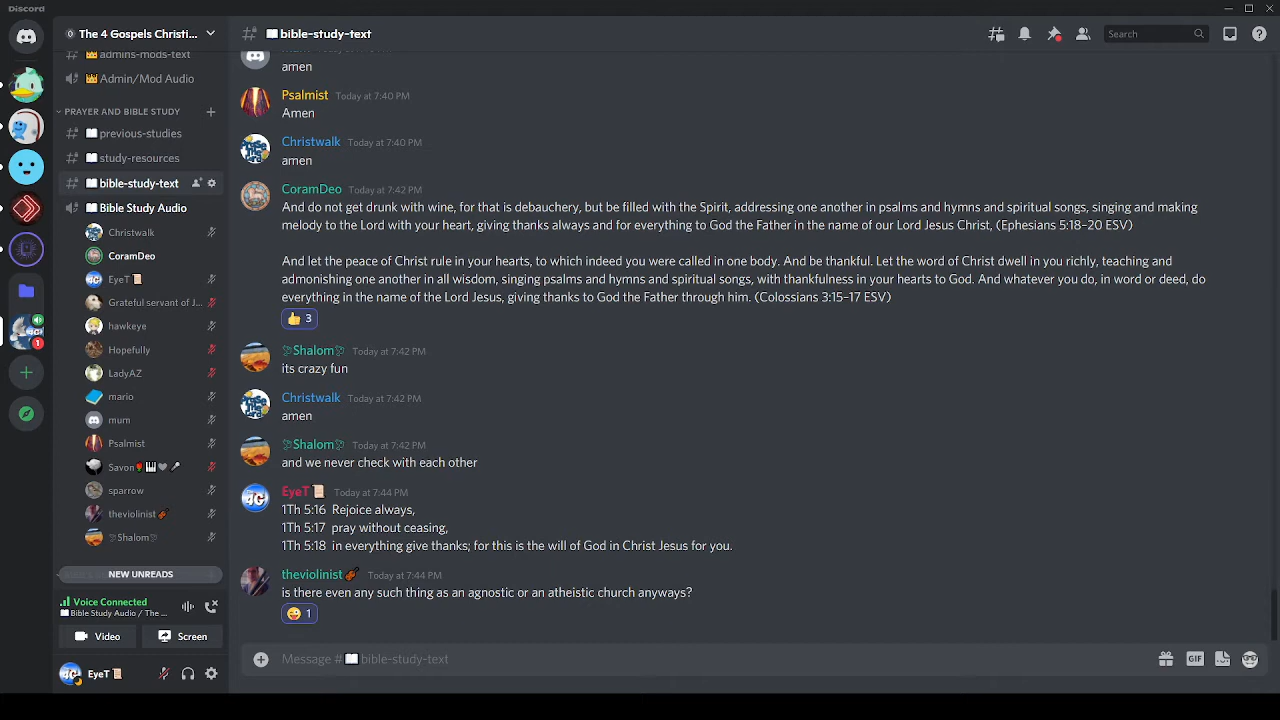 Discord
The 4 Gospels Christi...
bible-study-text
Search
admins-mods-text
Admin/Mod Audio
PRAYER AND BIBLE STUDY
previous-studies
study-resources
bible-study-text
Bible Study Audio
Christwalk
CoramDeo
EyeT
Grateful servant of J...
hawkeye
Hopefully
LadyAZ
mario
mum
Psalmist
Savon
sparrow
theviolinist
Shalom
NEW UNREADS
Voice Connected
Bible Study Audio / The ...
Video
Screen
EyeT
1
amen
Psalmist Today at 7:40 PM
Amen
Christwalk Today at 7:40 PM
amen
CoramDeo Today at 7:42 PM
And do not get drunk with wine, for that is debauchery, but be filled with the Spirit, addressing one another in psalms and hymns and spiritual songs, singing and making
melody to the Lord with your heart, giving thanks always and for everything to God the Father in the name of our Lord Jesus Christ, (Ephesians 5:18–20 ESV)
And let the peace of Christ rule in your hearts, to which indeed you were called in one body. And be thankful. Let the word of Christ dwell in you richly, teaching and
admonishing one another in all wisdom, singing psalms and hymns and spiritual songs, with thankfulness in your hearts to God. And whatever you do, in word or deed, do
everything in the name of the Lord Jesus, giving thanks to God the Father through him. (Colossians 3:15–17 ESV)
3
Shalom Today at 7:42 PM
its crazy fun
Christwalk Today at 7:42 PM
amen
Shalom Today at 7:42 PM
and we never check with each other
EyeT Today at 7:44 PM
1Th 5:16 Rejoice always,
1Th 5:17 pray without ceasing,
1Th 5:18 in everything give thanks; for this is the will of God in Christ Jesus for you.
theviolinist Today at 7:44 PM
is there even any such thing as an agnostic or an atheistic church anyways?
1
Message # bible-study-text
GIF